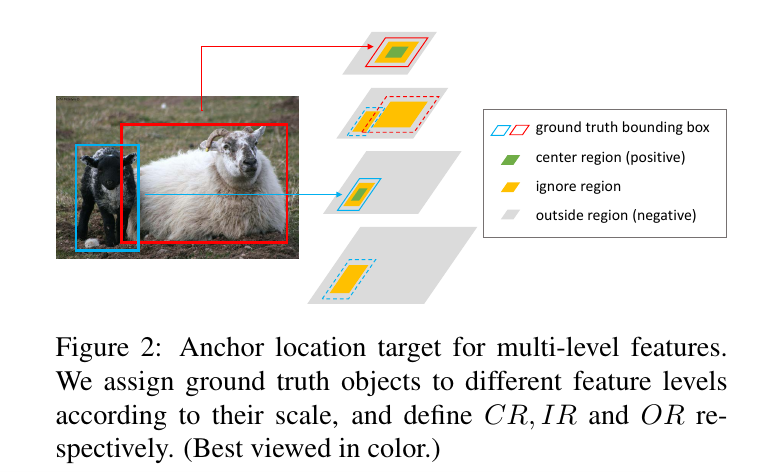 ground truth bounding box
center region (positive)
ignore region
outside region (negative)
Figure 2: Anchor location target for multi-level features.
We assign ground truth objects to different feature levels
according to their scale, and define CR, IR and OR re-
spectively. (Best viewed in color.)